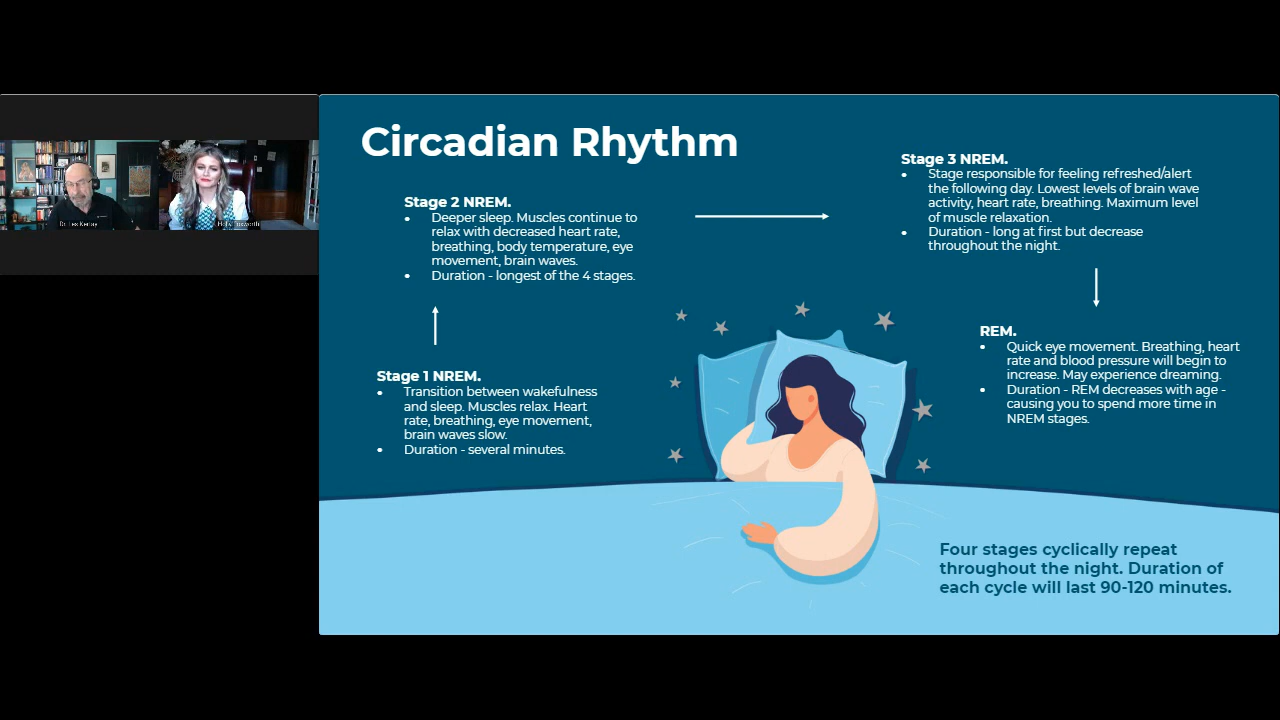 Circadian Rhythm
Stage 2 NREM.
• Deeper sleep. Muscles continue to
relax with decreased heart rate,
breathing, body temperature, eye
movement, brain waves.
• Duration - longest of the 4 stages.
Stage 3 NREM.
• Stage responsible for feeling refreshed/alert
the following day. Lowest levels of brain wave
activity, heart rate, breathing. Maximum level
of muscle relaxation.
• Duration - long at first but decrease
throughout the night.
Stage 1 NREM.
• Transition between wakefulness
and sleep. Muscles relax. Heart
rate, breathing, eye movement,
brain waves slow.
• Duration - several minutes.
REM.
• Quick eye movement. Breathing, heart
rate and blood pressure will begin to
increase. May experience dreaming.
• Duration - REM decreases with age -
causing you to spend more time in
NREM stages.
Four stages cyclically repeat
throughout the night. Duration of
each cycle will last 90-120 minutes.
Dr. Les